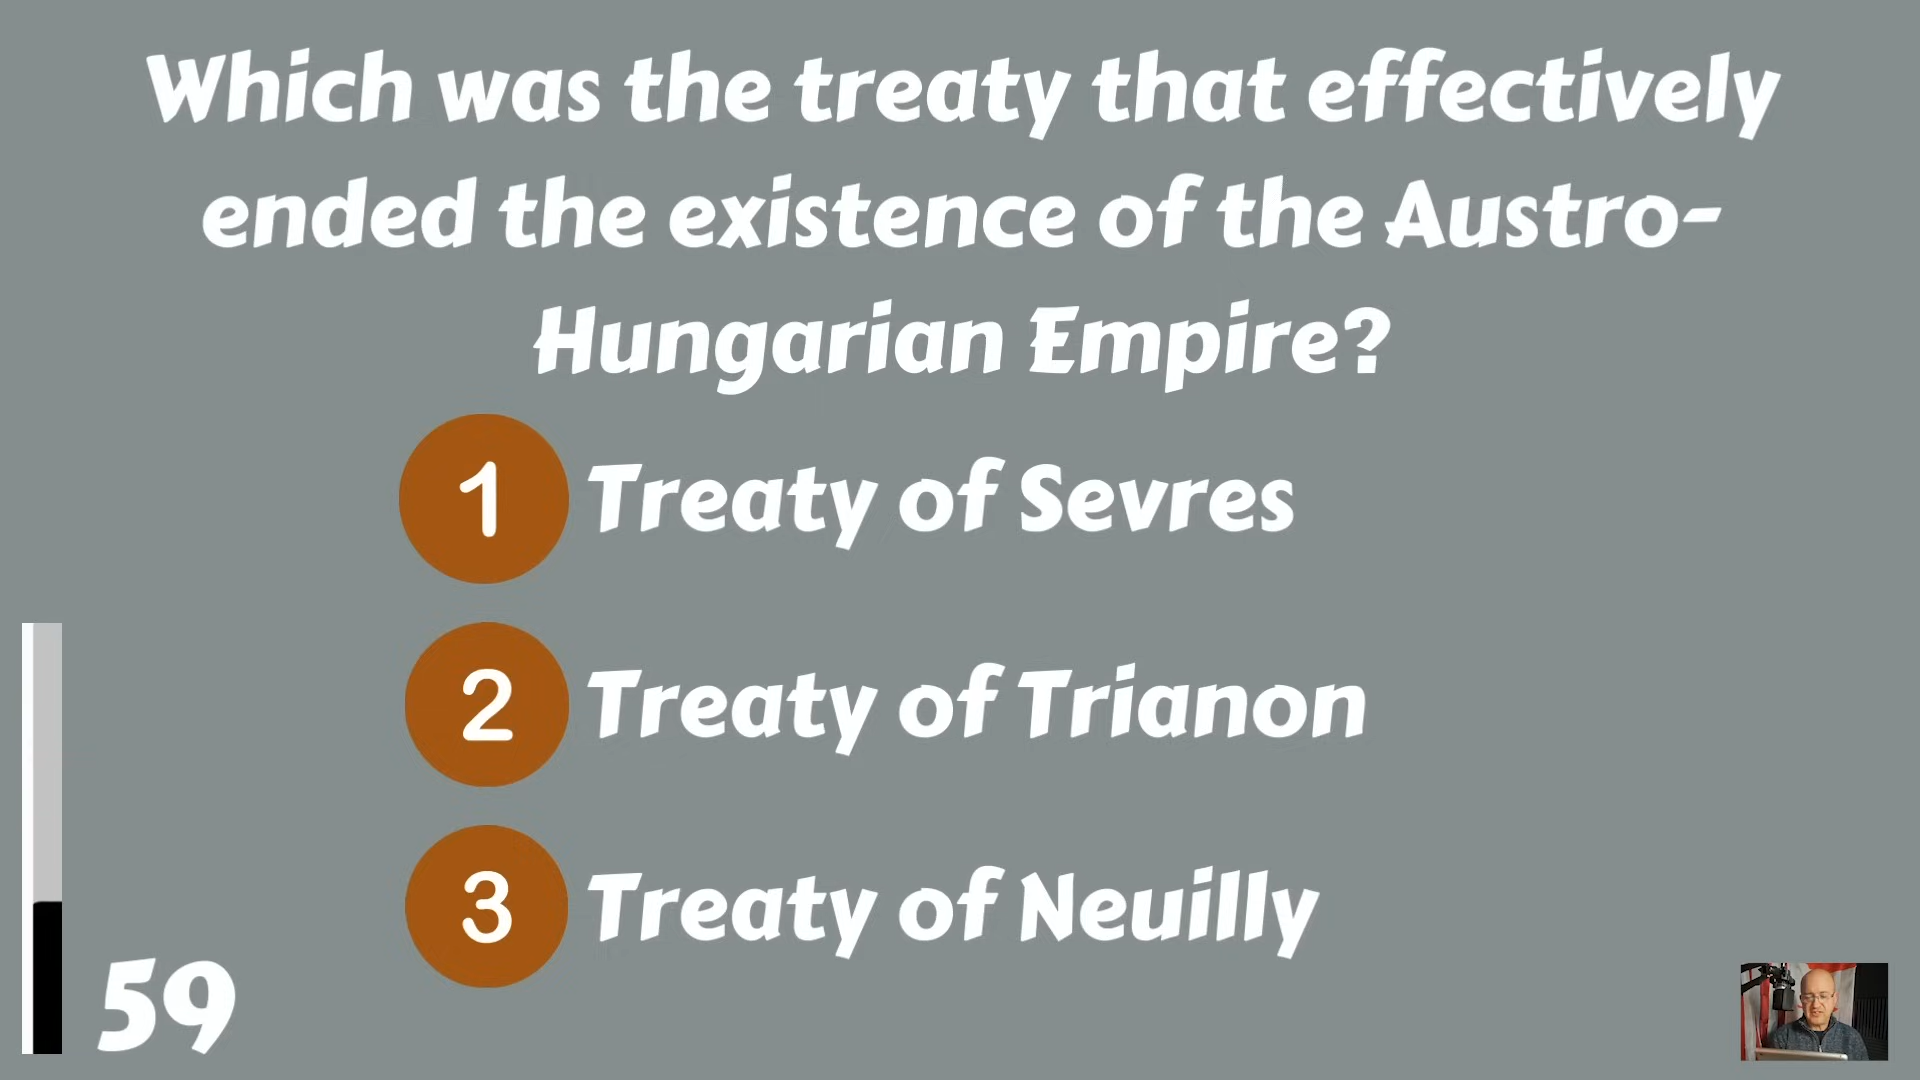 Which was the treaty that effectively
ended the existence of the Austro-
Hungarian Empire?
1 Treaty of Sevres
2 Treaty of Trianon
3 Treaty of Neuilly
59